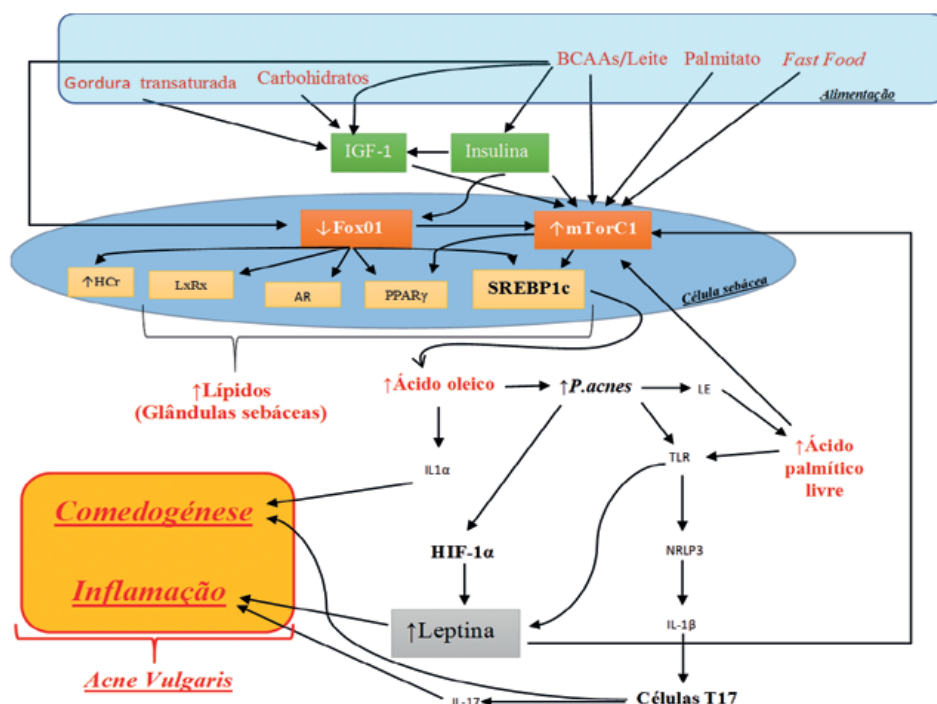 BCAAs/Leite Palmitato Fast Food
Gordura transaturada Carbohidratos
Alimentação
IGF-1 Insulina
↓Fox01 ↑mTorC1
↑HCr LxRx AR PPARγ SREBP1c
Célula sebácea
↑Lípidos
(Glândulas sebáceas)
↑Ácido oleico ↑P.acnes LE
↑Ácido
palmítico
livre
IL1α TLR
Comedogénese
HIF-1α NRLP3
Inflamação
↑Leptina IL-1β
Acne Vulgaris
IL-17 Células T17